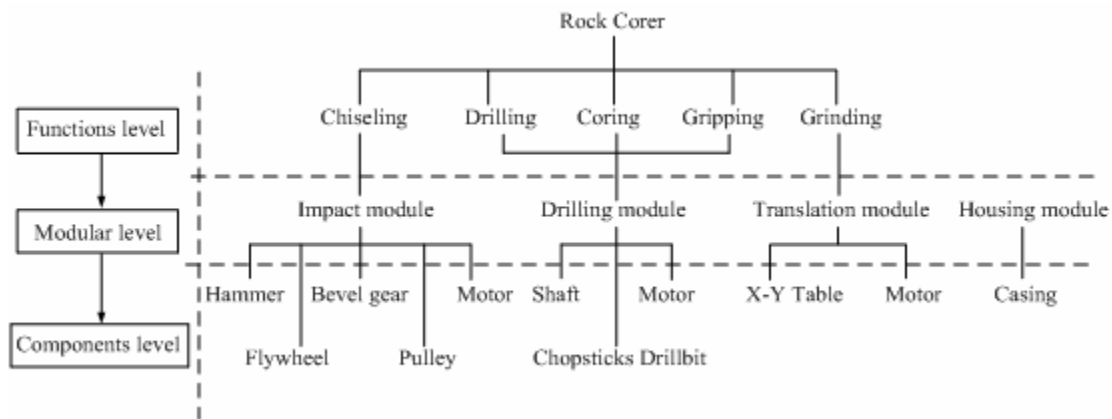 Rock Corer
Functions level
Chiseling
Drilling
Coring
Gripping
Grinding
Modular level
Impact module
Drilling module
Translation module
Housing module
Components level
Hammer
Bevel gear
Motor
Shaft
Motor
X-Y Table
Motor
Casing
Flywheel
Pulley
Chopsticks Drillbit